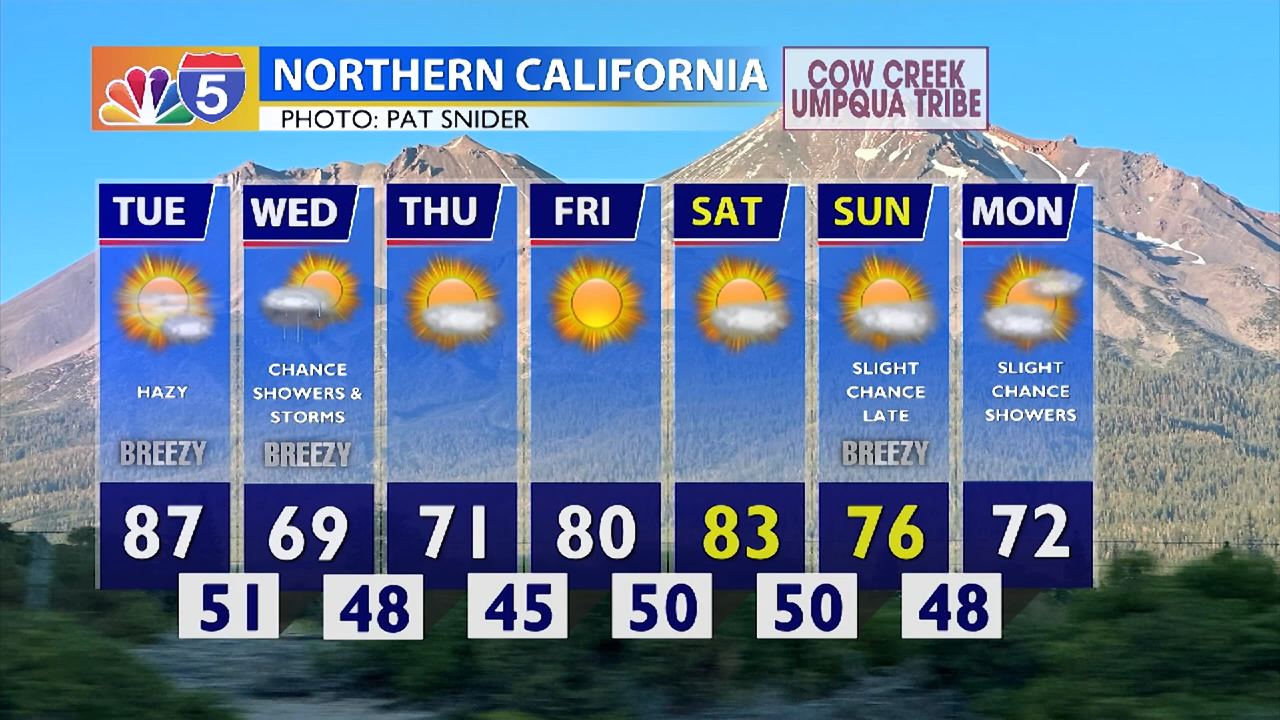 5
NORTHERN CALIFORNIA
PHOTO: PAT SNIDER
COW CREEK
UMPQUA TRIBE
TUE
HAZY
BREEZY
87
WED
CHANCE
SHOWERS &
STORMS
BREEZY
69
THU
71
FRI
80
SAT
83
SUN
SLIGHT
CHANCE
LATE
BREEZY
76
MON
SLIGHT
CHANCE
SHOWERS
72
51
48
45
50
50
48